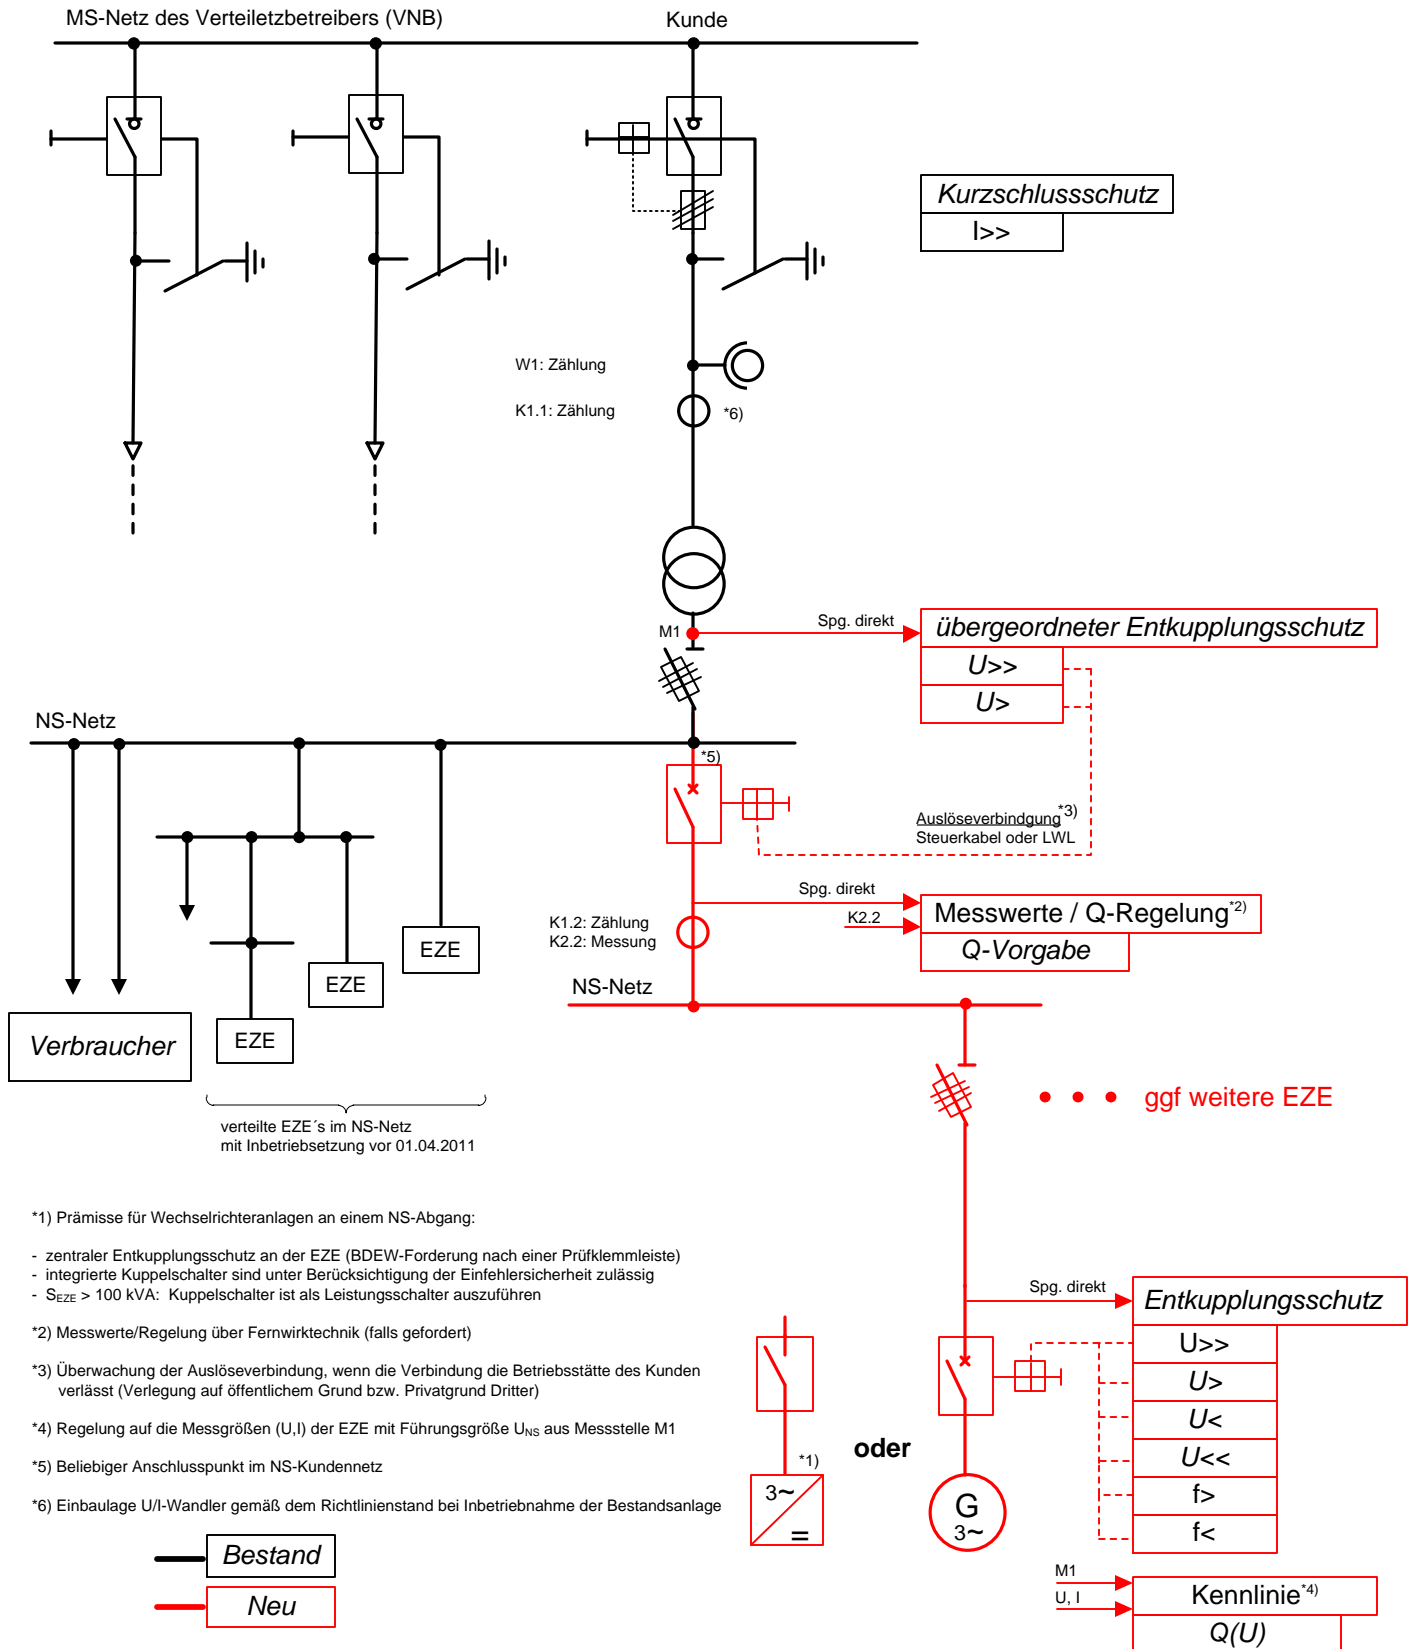 MS-Netz des Verteiletzbetreibers (VNB)
Kunde
Kurzschlussschutz
I>>
W1: Zählung
K1.1: Zählung
*6)
M1
Spg. direkt
übergeordneter Entkupplungsschutz
U>>
U>
NS-Netz
*5)
Auslöseverbindgung*3)
Steuerkabel oder LWL
Spg. direkt
K1.2: Zählung
K2.2: Messung
K2.2
Messwerte / Q-Regelung*2)
Q-Vorgabe
EZE
EZE
EZE
NS-Netz
Verbraucher
ggf weitere EZE
verteilte EZE´s im NS-Netz
mit Inbetriebsetzung vor 01.04.2011
*1) Prämisse für Wechselrichteranlagen an einem NS-Abgang:
- zentraler Entkupplungsschutz an der EZE (BDEW-Forderung nach einer Prüfklemmleiste)
- integrierte Kuppelschalter sind unter Berücksichtigung der Einfehlersicherheit zulässig
- SEZE > 100 kVA: Kuppelschalter ist als Leistungsschalter auszuführen
*2) Messwerte/Regelung über Fernwirktechnik (falls gefordert)
*3) Überwachung der Auslöseverbindung, wenn die Verbindung die Betriebsstätte des Kunden
verlässt (Verlegung auf öffentlichem Grund bzw. Privatgrund Dritter)
*4) Regelung auf die Messgrößen (U,I) der EZE mit Führungsgröße UNS aus Messstelle M1
*5) Beliebiger Anschlusspunkt im NS-Kundennetz
*6) Einbaulage U/I-Wandler gemäß dem Richtlinienstand bei Inbetriebnahme der Bestandsanlage
Bestand
Neu
*1)
3~
=
oder
G
3~
Spg. direkt
Entkupplungsschutz
U>>
U>
U<
U<<
f>
f<
M1
U, I
Kennlinie*4)
Q(U)